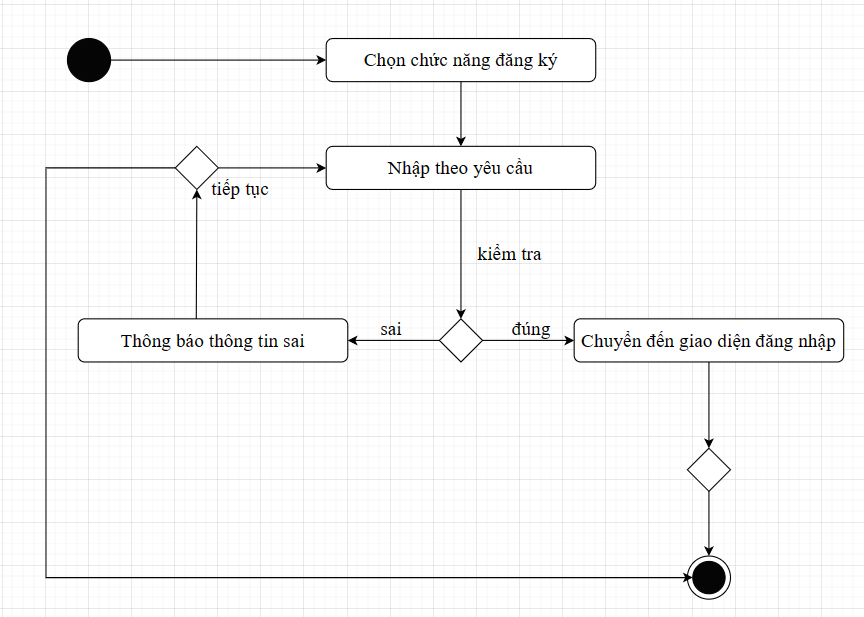 Chọn chức năng đăng ký
Nhập theo yêu cầu
tiếp tục
kiểm tra
sai
đúng
Thông báo thông tin sai
Chuyển đến giao diện đăng nhập